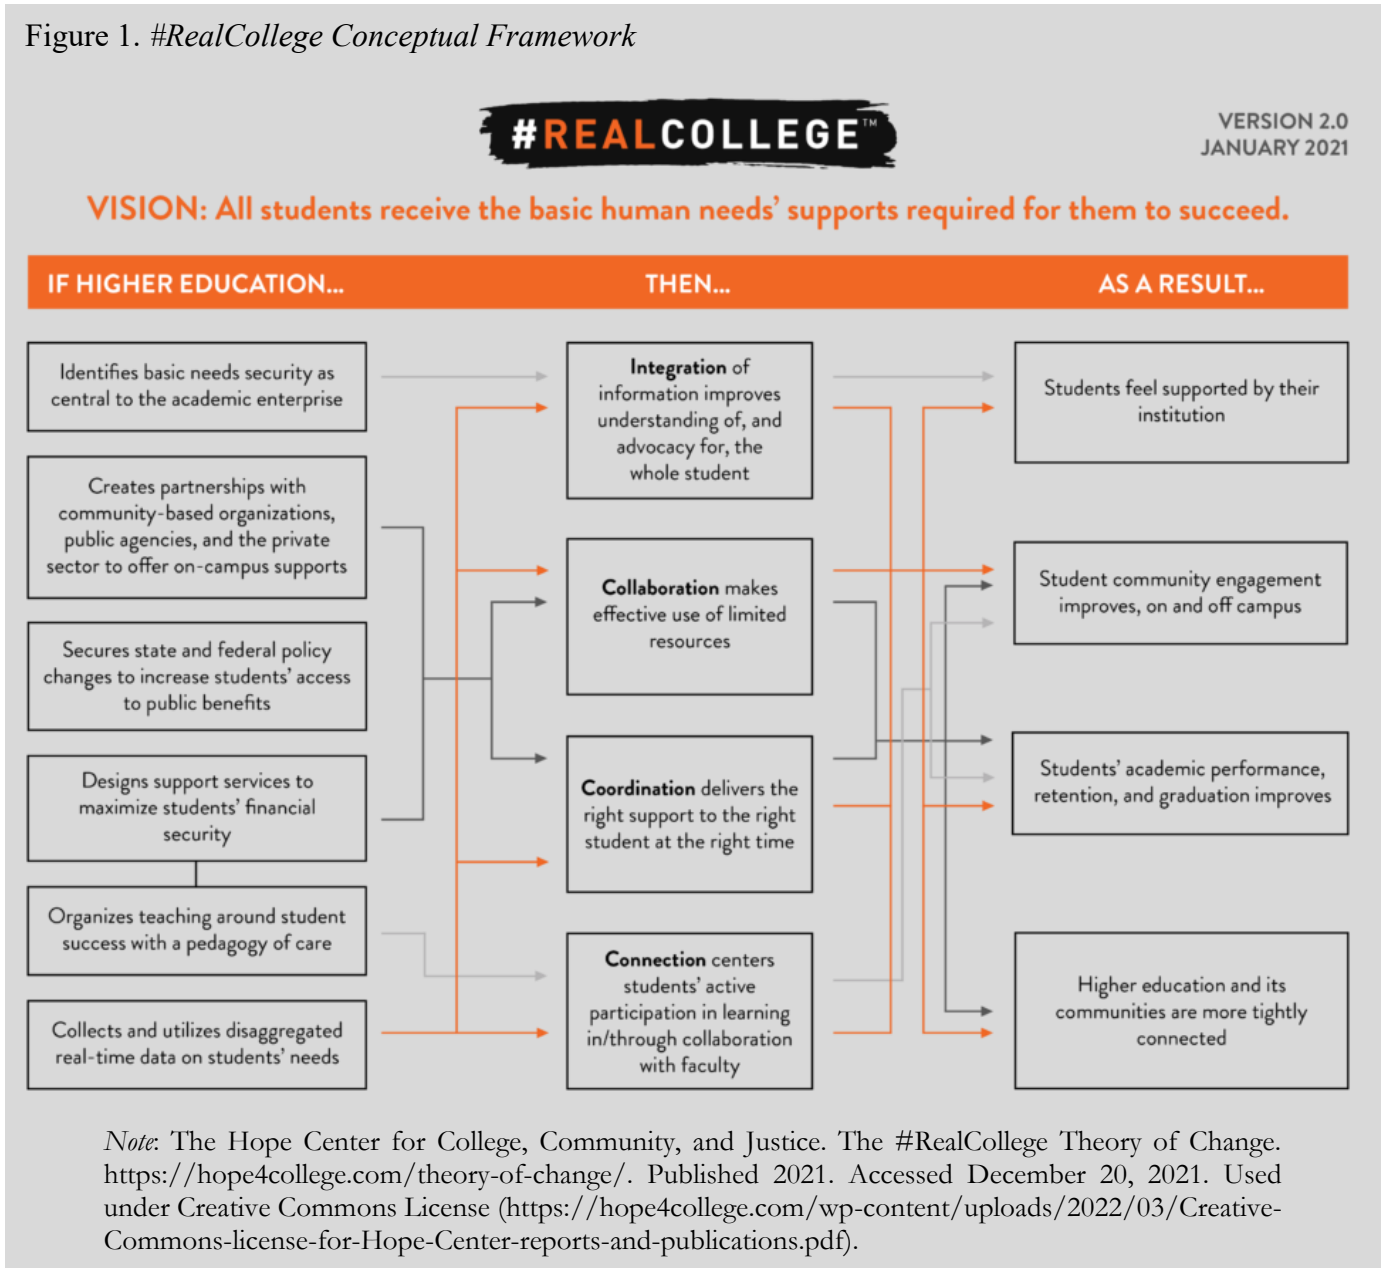 Figure 1. #RealCollege Conceptual Framework
#REALCOLLEGE™
VERSION 2.0
JANUARY 2021
VISION: All students receive the basic human needs' supports required for them to succeed.
IF HIGHER EDUCATION...
THEN...
AS A RESULT...
Identifies basic needs security as
central to the academic enterprise
Creates partnerships with
community-based organizations,
public agencies, and the private
sector to offer on-campus supports
Secures state and federal policy
changes to increase students' access
to public benefits
Designs support services to
maximize students' financial
security
Organizes teaching around student
success with a pedagogy of care
Collects and utilizes disaggregated
real-time data on students' needs
Integration of
information improves
understanding of, and
advocacy for, the
whole student
Collaboration makes
effective use of limited
resources
Coordination delivers the
right support to the right
student at the right time
Connection centers
students' active
participation in learning
in/through collaboration
with faculty
Students feel supported by their
institution
Student community engagement
improves, on and off campus
Students' academic performance,
retention, and graduation improves
Higher education and its
communities are more tightly
connected
Note: The Hope Center for College, Community, and Justice. The #RealCollege Theory of Change.
https://hope4college.com/theory-of-change/. Published 2021. Accessed December 20, 2021. Used
under Creative Commons License (https://hope4college.com/wp-content/uploads/2022/03/Creative-
Commons-license-for-Hope-Center-reports-and-publications.pdf).